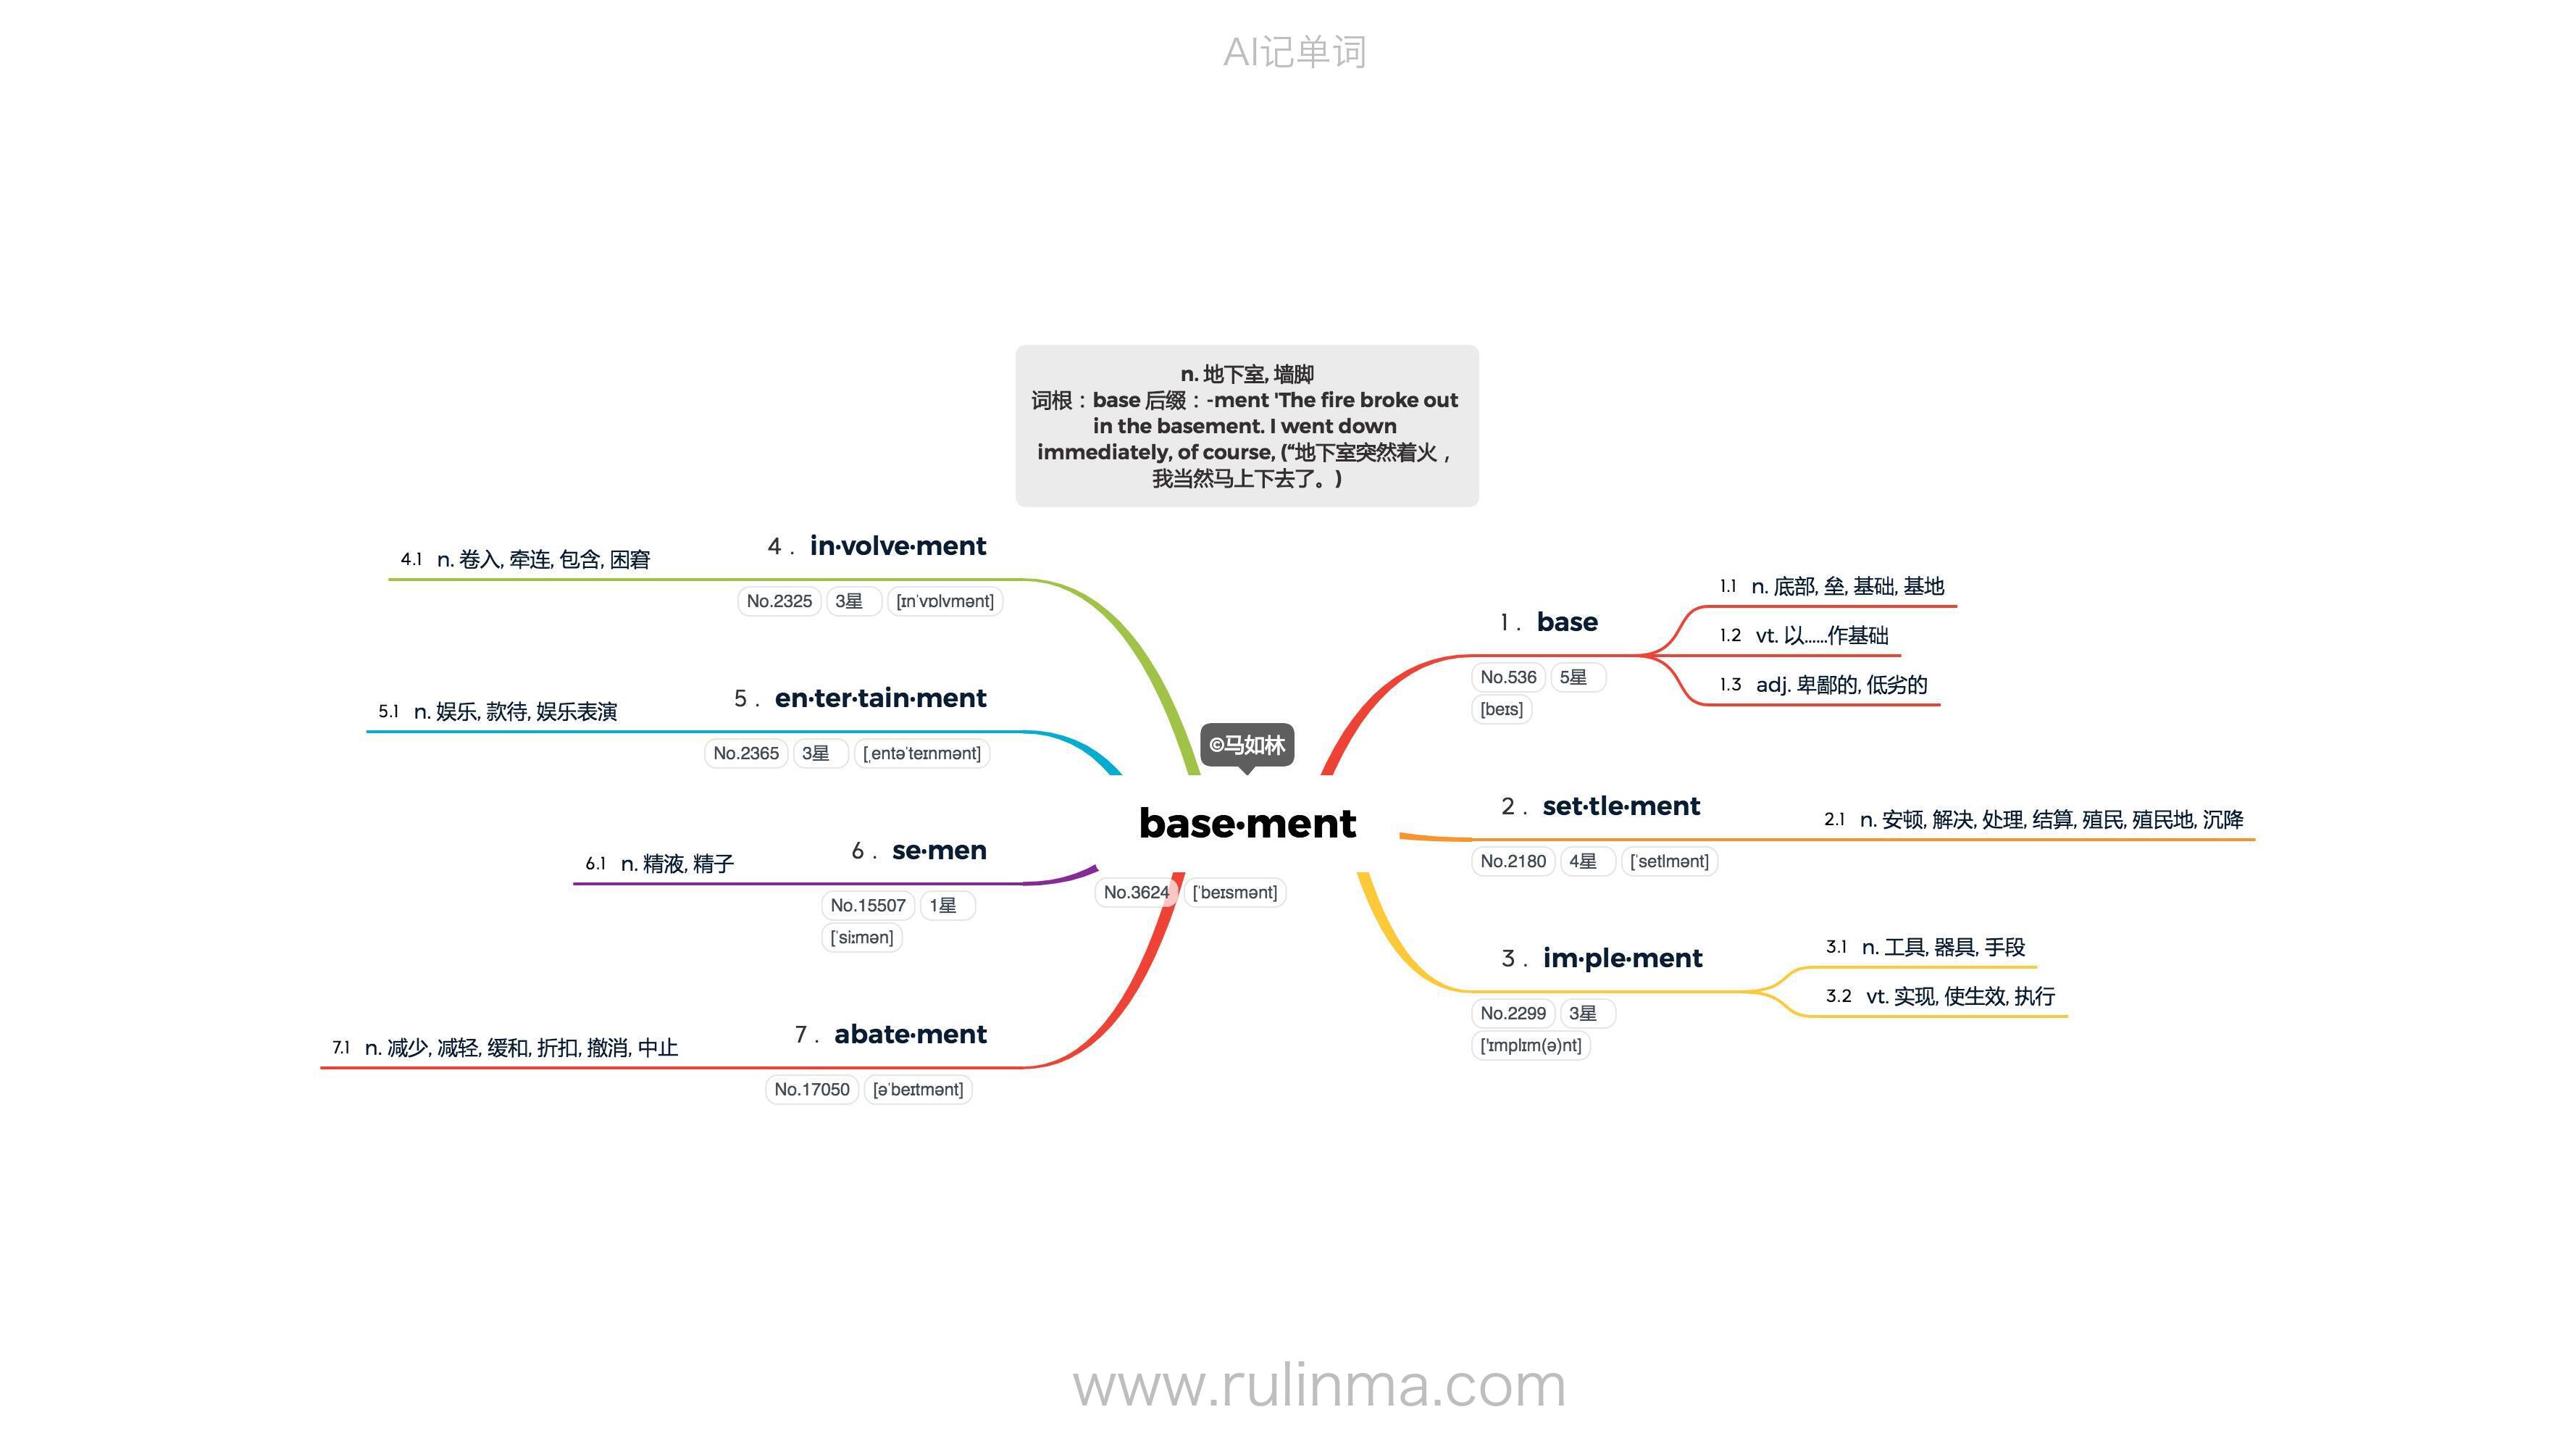 AI记单词
n. 地下室, 墙脚
词根：base 后缀：-ment 'The fire broke out
in the basement. I went down
immediately, of course, (“地下室突然着火，
我当然马上下去了。)
©马如林
base·ment
No.3624 [ˈbeɪsmənt]
1. base
No.536 5星
[beɪs]
1.1 n. 底部, 垒, 基础, 基地
1.2 vt. 以……作基础
1.3 adj. 卑鄙的, 低劣的
2. set·tle·ment
No.2180 4星 [ˈsetlmənt]
2.1 n. 安顿, 解决, 处理, 结算, 殖民, 殖民地, 沉降
3. im·ple·ment
No.2299 3星
['ɪmplɪm(ə)nt]
3.1 n. 工具, 器具, 手段
3.2 vt. 实现, 使生效, 执行
4. in·volve·ment
No.2325 3星 [ɪnˈvɒlvmənt]
4.1 n. 卷入, 牵连, 包含, 困窘
5. en·ter·tain·ment
No.2365 3星 [ˌentəˈteɪnmənt]
5.1 n. 娱乐, 款待, 娱乐表演
6. se·men
No.15507 1星
[ˈsiːmən]
6.1 n. 精液, 精子
7. abate·ment
No.17050 [əˈbeɪtmənt]
7.1 n. 减少, 减轻, 缓和, 折扣, 撤消, 中止
www.rulinma.com